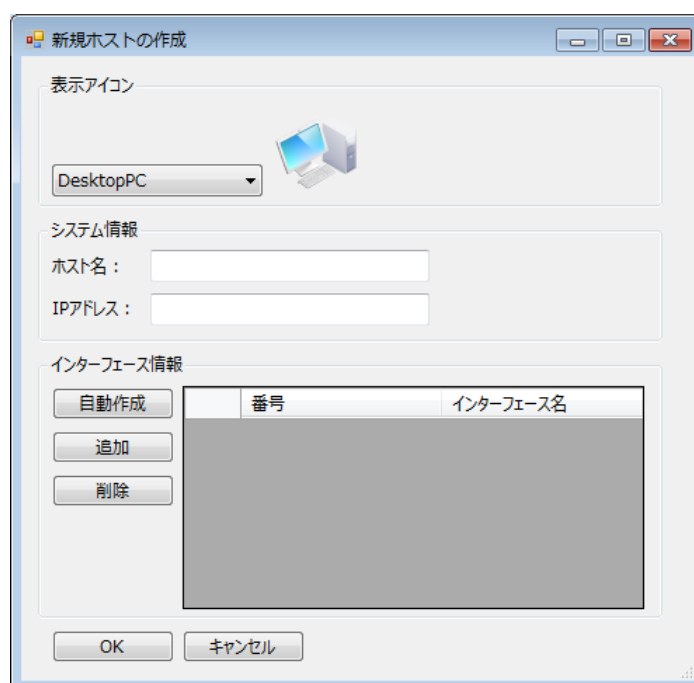 新規ホストの作成
表示アイコン
DesktopPC
システム情報
ホスト名：
IPアドレス：
インターフェース情報
自動作成
番号 インターフェース名
追加
削除
OK キャンセル